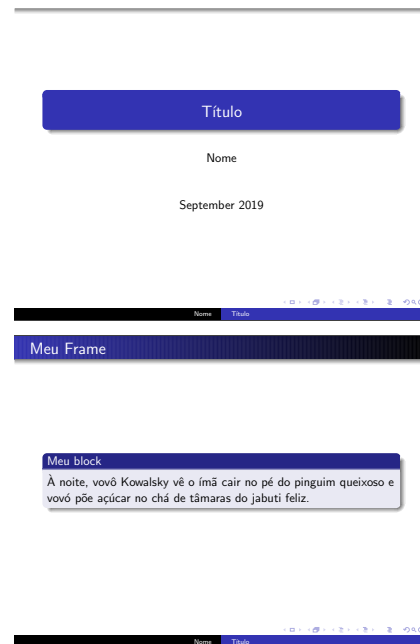 Título
Nome
September 2019
Nome Título
Meu Frame
Meu block
À noite, vovô Kowalsky vê o ímã cair no pé do pinguim queixoso e
vovó põe açúcar no chá de tâmaras do jabuti feliz.
Nome Título